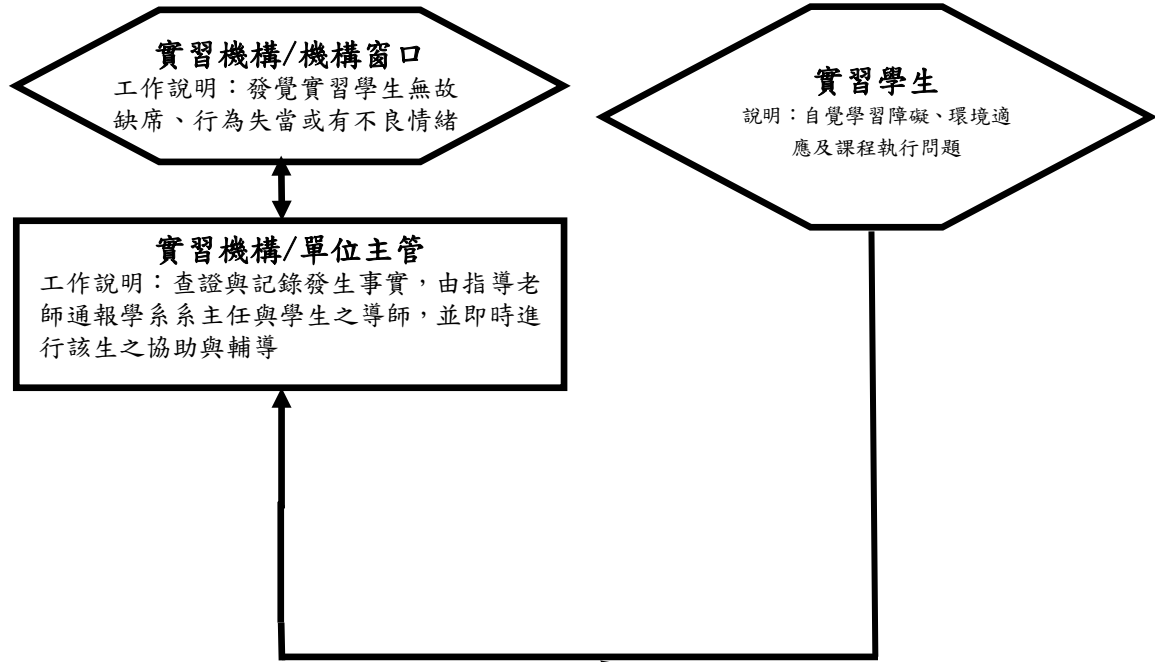 實習機構/機構窗口
工作說明：發覺實習學生無故
缺席、行為失當或有不良情緒
實習學生
說明：自覺學習障礙、環境適
應及課程執行問題
實習機構/單位主管
工作說明：查證與記錄發生事實，由指導老
師通報學系系主任與學生之導師，並即時進
行該生之協助與輔導